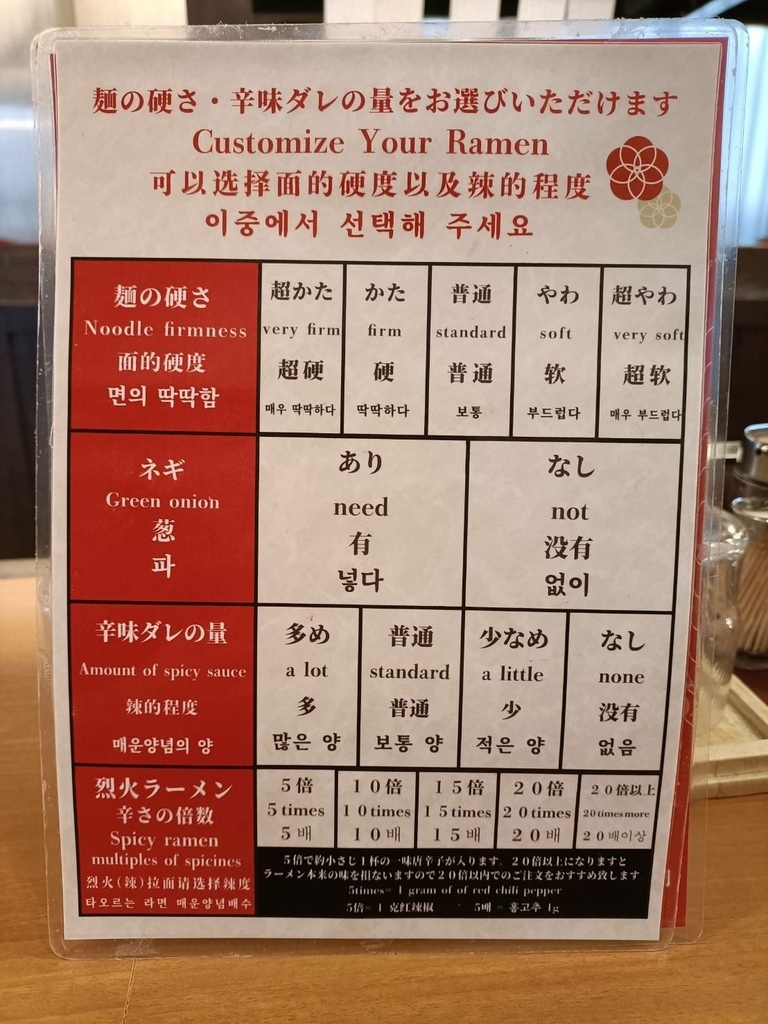 麺の硬さ・辛味ダレの量をお選びいただけます
Customize Your Ramen
可以选择面的硬度以及辣的程度
이중에서 선택해 주세요
麺の硬さ
Noodle firmness
面的硬度
면의 딱딱함
超かた
very firm
超硬
매우 딱딱하다
かた
firm
硬
딱딱하다
普通
standard
普通
보통
やわ
soft
软
부드럽다
超やわ
very soft
超软
매우 부드럽다
ネギ
Green onion
葱
파
あり
need
有
넣다
なし
not
没有
없이
辛味ダレの量
Amount of spicy sauce
辣的程度
매운양념의 양
多め
a lot
多
많은 양
普通
standard
普通
보통 양
少なめ
a little
少
적은 양
なし
none
没有
없음
烈火ラーメン
辛さの倍数
Spicy ramen
multiples of spicines
烈火(辣)拉面请选择辣度
타오르는 라면 매운양념배수
5倍
5times
5배
10倍
10times
10배
15倍
15times
15배
20倍
20times
20배
20倍以上
20timesmore
20배이상
5倍で約小さじ1杯の一味唐辛子が入ります。20倍以上になりますと
ラーメン本来の味を損ないますので20倍以内でのご注文をおすすめ致します
5times= 1 gram of of red chili pepper
5倍= 1 克红辣椒 5배 = 홍고추 1g